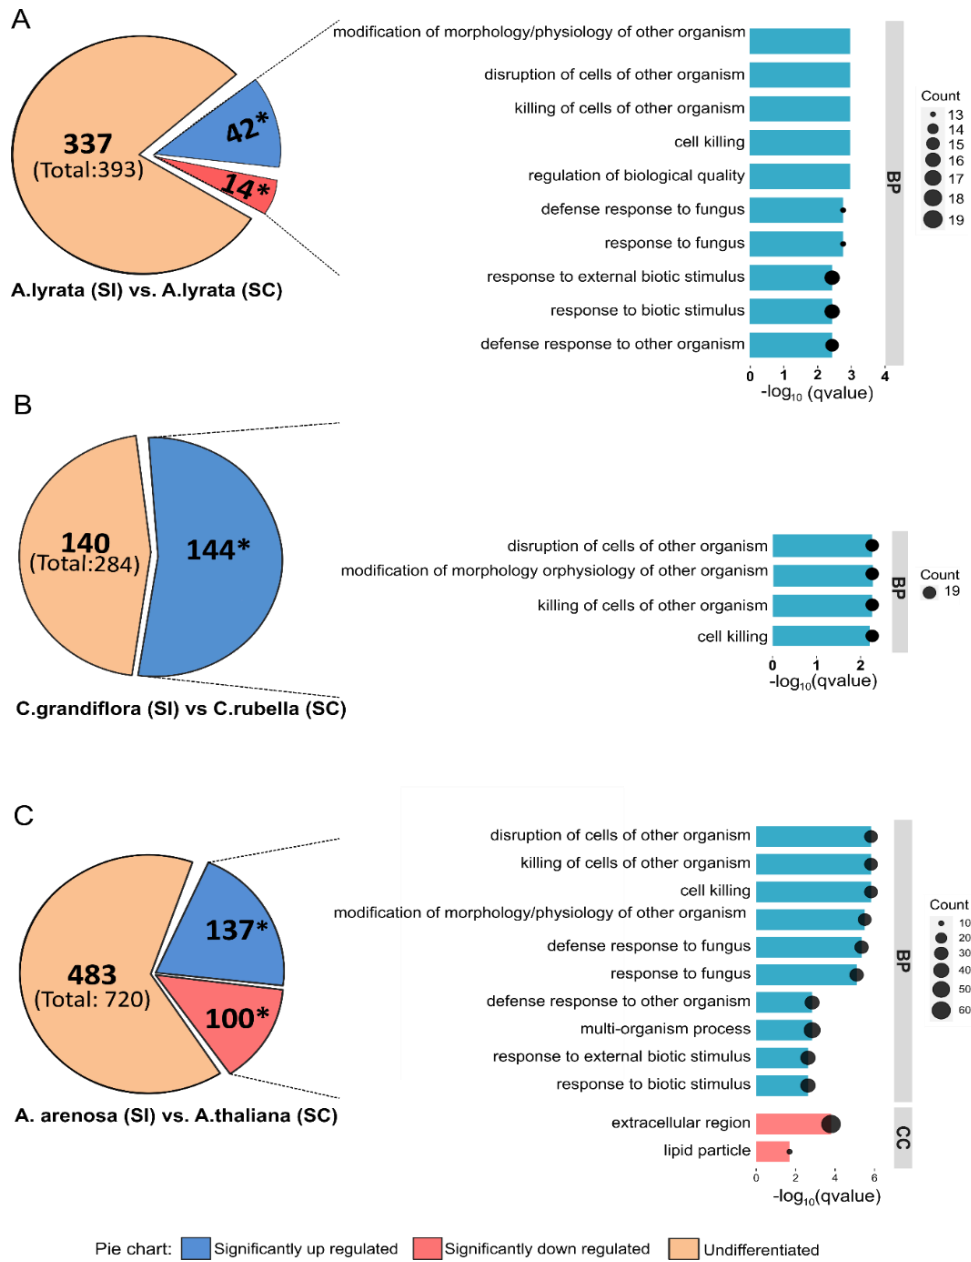 A
337
(Total:393)
42*
14*
A.lyrata (SI) vs. A.lyrata (SC)
modification of morphology/physiology of other organism
disruption of cells of other organism
killing of cells of other organism
cell killing
regulation of biological quality
defense response to fungus
response to fungus
response to external biotic stimulus
response to biotic stimulus
defense response to other organism
0 1 2 3 4
-log10 (qvalue)
BP
Count
13
14
15
16
17
18
19
B
140
(Total:284)
144*
C.grandiflora (SI) vs C.rubella (SC)
disruption of cells of other organism
modification of morphology orphysiology of other organism
killing of cells of other organism
cell killing
0 1 2
-log10(qvalue)
BP
Count
19
C
483
(Total: 720)
137*
100*
A. arenosa (SI) vs. A.thaliana (SC)
disruption of cells of other organism
killing of cells of other organism
cell killing
modification of morphology/physiology of other organism
defense response to fungus
response to fungus
defense response to other organism
multi-organism process
response to external biotic stimulus
response to biotic stimulus
extracellular region
lipid particle
0 2 4 6
-log10(qvalue)
BP
CC
Count
10
20
30
40
50
60
Pie chart: Significantly up regulated Significantly down regulated Undifferentiated